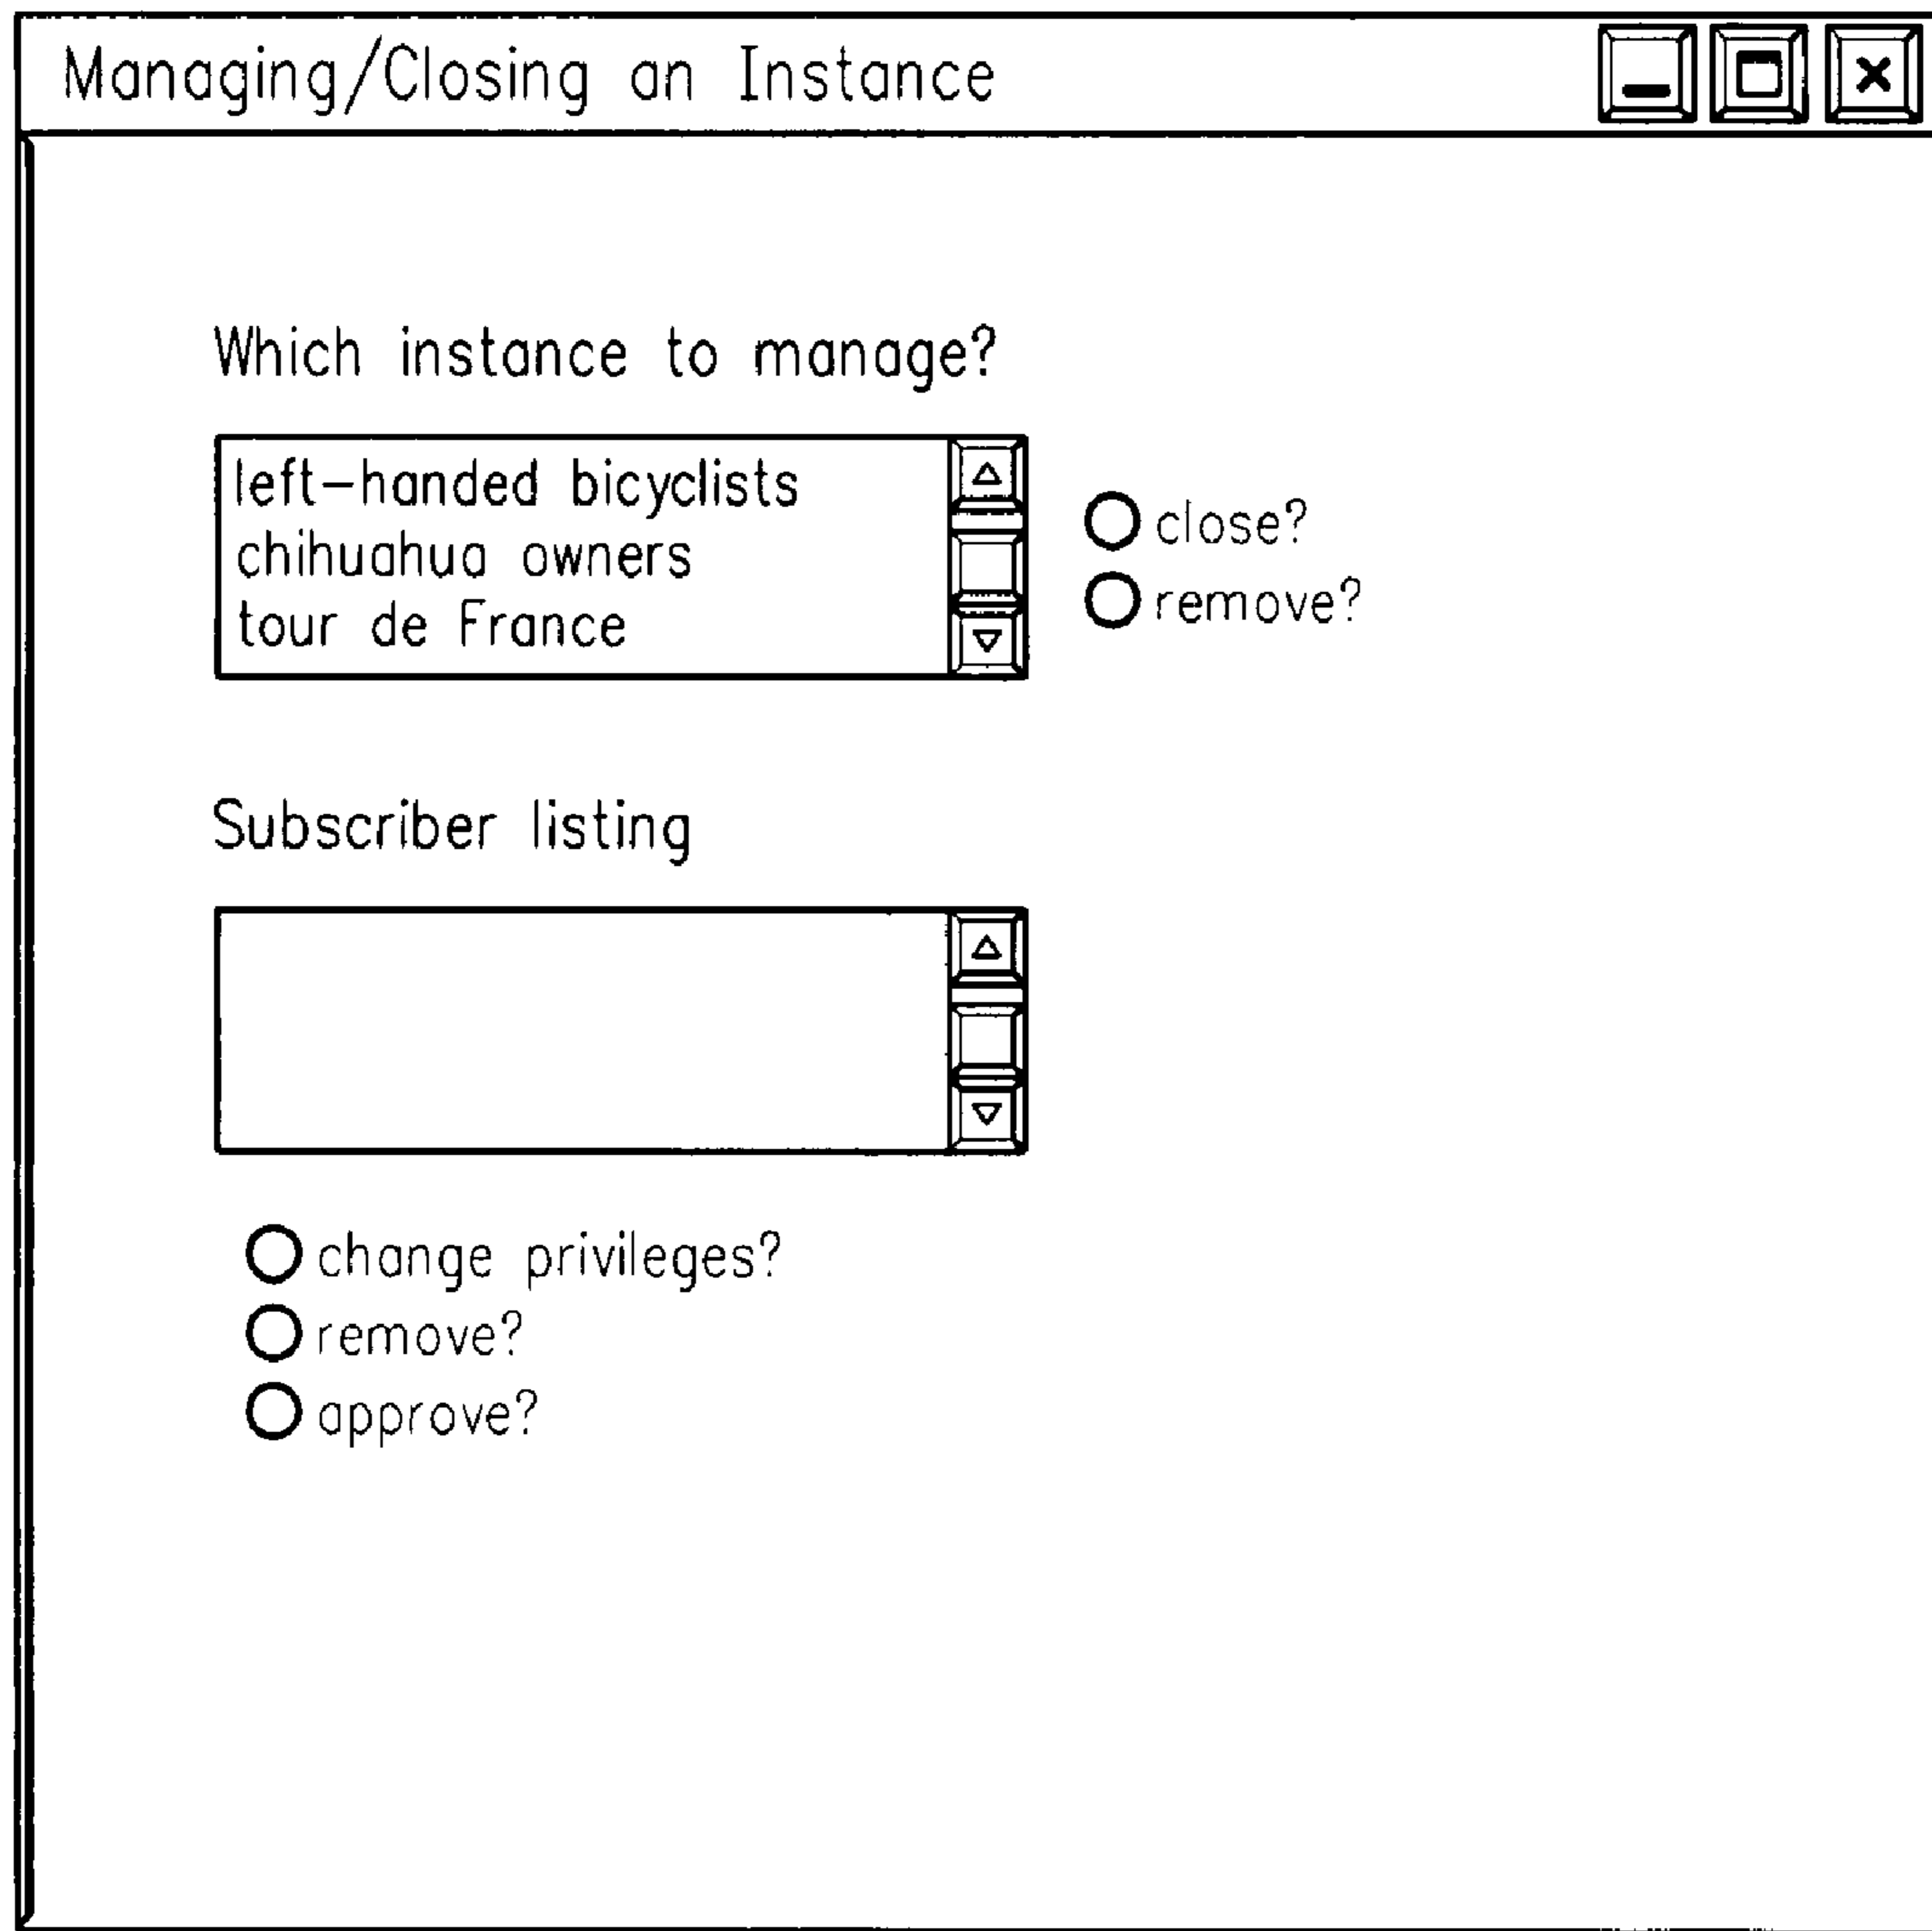 Managing/Closing an Instance
Which instance to manage?
left-handed bicyclists
chihuahua owners
tour de France
close?
remove?
Subscriber listing
change privileges?
remove?
approve?